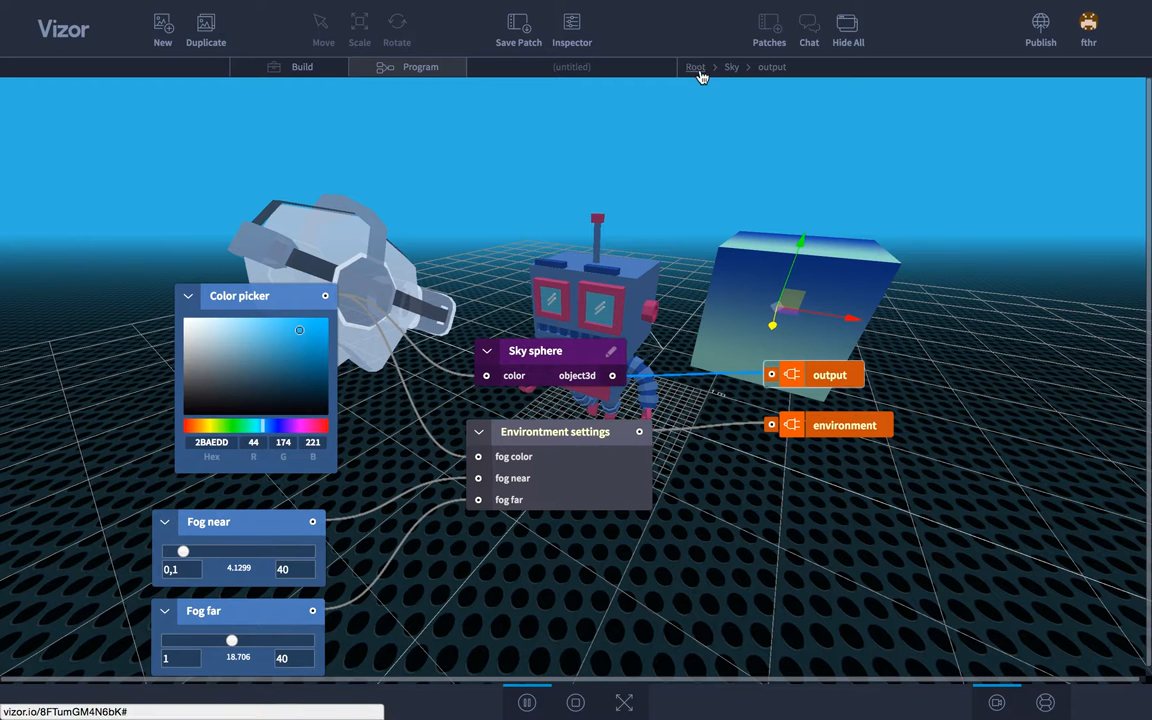 Vizor
New
Duplicate
Move
Scale
Rotate
Save Patch
Inspector
Patches
Chat
Hide All
Publish
fthr
Build
Program
(untitled)
Root > Sky > output
Color picker
2BAEDD 44 174 221
Hex R G B
Sky sphere
color object3d
output
Environtment settings
environment
fog color
fog near
fog far
Fog near
0,1 4.1299 40
Fog far
1 18.706 40
vizor.io/8FTumGM4N6bK#